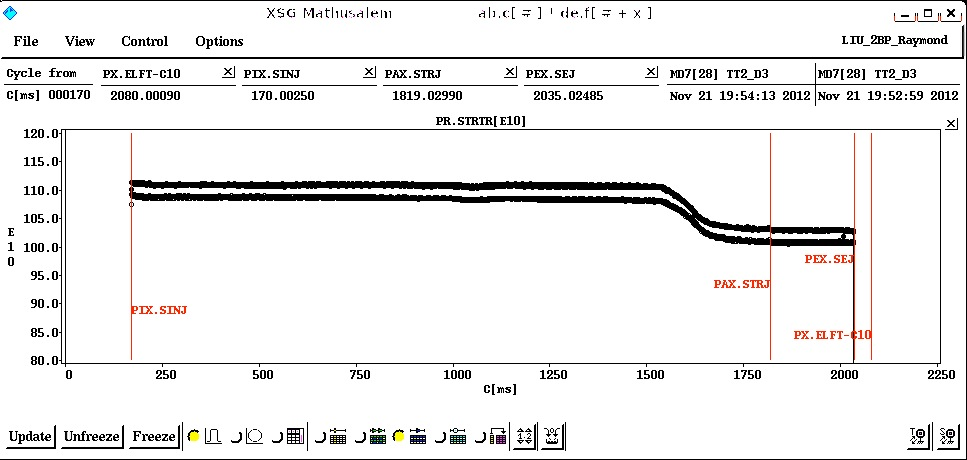 XSG Mathusalem ab.c[ = ] + de.f[ = + x ]
File View Control Options LIU_2BP_Raymond
Cycle from PX.ELFT-C10 PIX.SINJ PAX.STRJ PEX.SEJ MD7[28] TT2_D3 MD7[28] TT2_D3
C[ms] 000170 2080.00090 170.00250 1819.02990 2035.02485 Nov 21 19:54:13 2012 Nov 21 19:52:59 2012
PR.STRTR[E10]
120.0
115.0
110.0
105.0
E10
100.0
PEX.SEJ
95.0
PAX.STRJ
90.0
PIX.SINJ
85.0
PX.ELFT-C10
80.0
0 250 500 750 1000 1250 1500 1750 2000 2250
C[ms]
Update Unfreeze Freeze